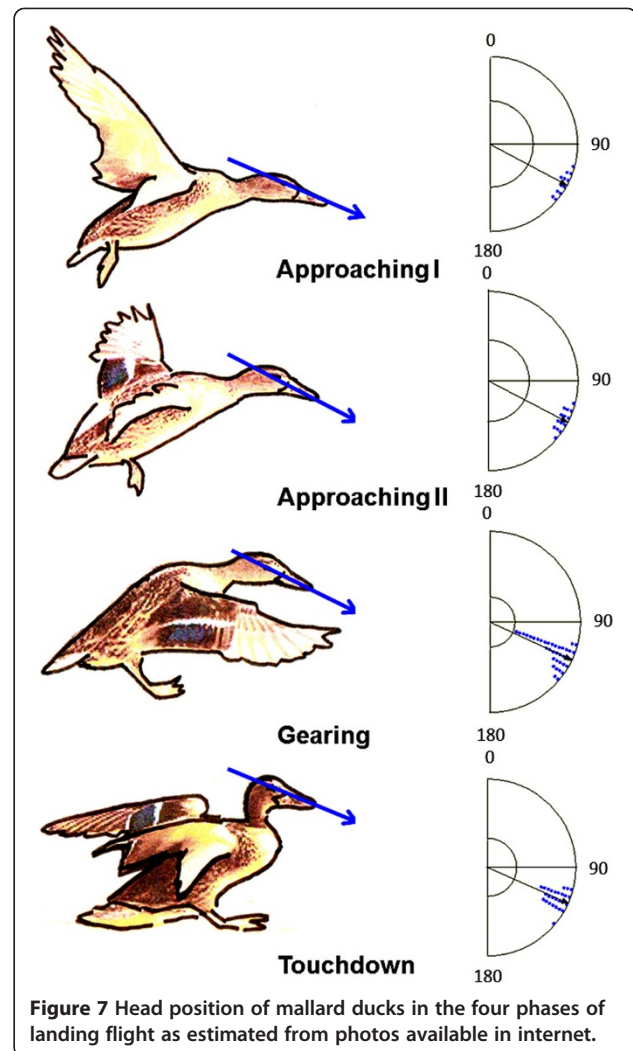 0
90
180
Approaching I
0
90
180
Approaching II
0
90
180
Gearing
0
90
180
Touchdown
Figure 7 Head position of mallard ducks in the four phases of
landing flight as estimated from photos available in internet.